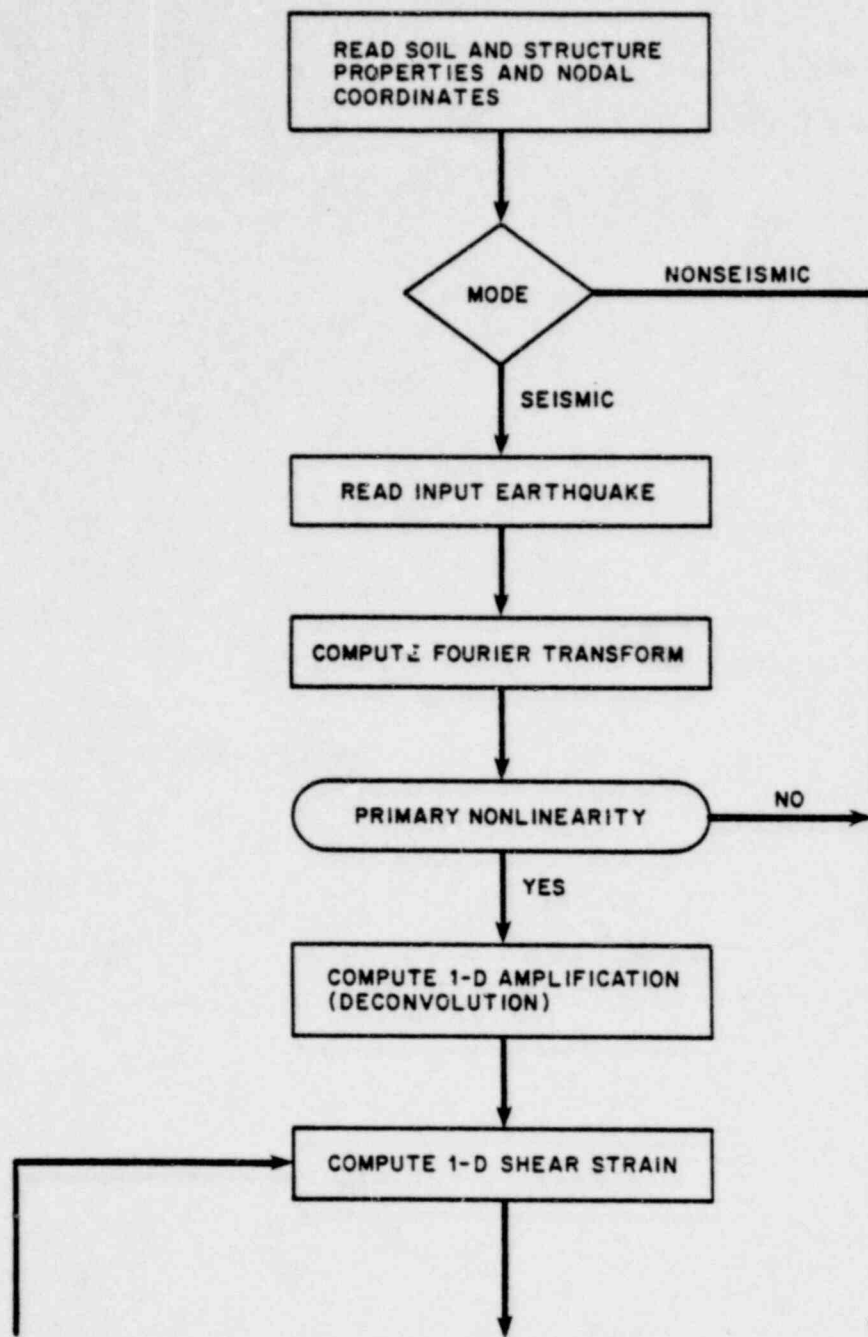 READ SOIL AND STRUCTURE
PROPERTIES AND NODAL
COORDINATES
MODE
NONSEISMIC
SEISMIC
READ INPUT EARTHQUAKE
COMPUTE FOURIER TRANSFORM
PRIMARY NONLINEARITY
NO
YES
COMPUTE 1-D AMPLIFICATION
(DECONVOLUTION)
COMPUTE 1-D SHEAR STRAIN